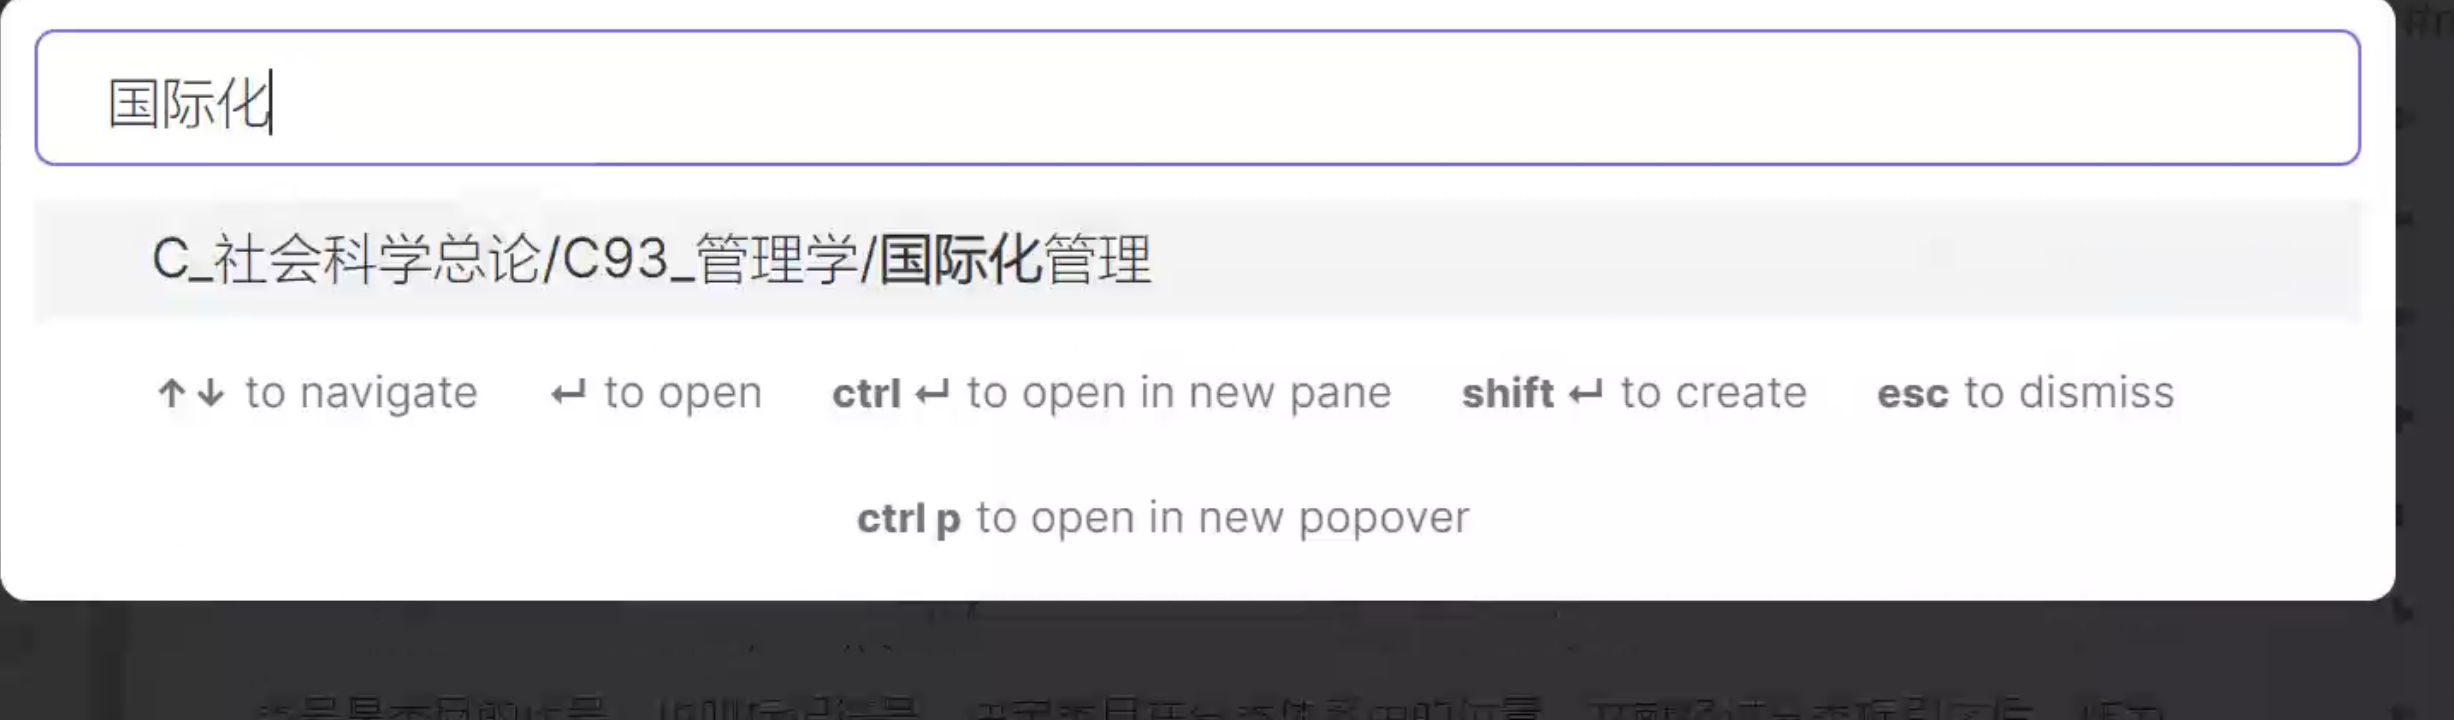 国际化
C_社会科学总论/C93_管理学/国际化管理
↑↓ to navigate ↵ to open ctrl ↵ to open in new pane shift ↵ to create esc to dismiss
ctrl p to open in new popover